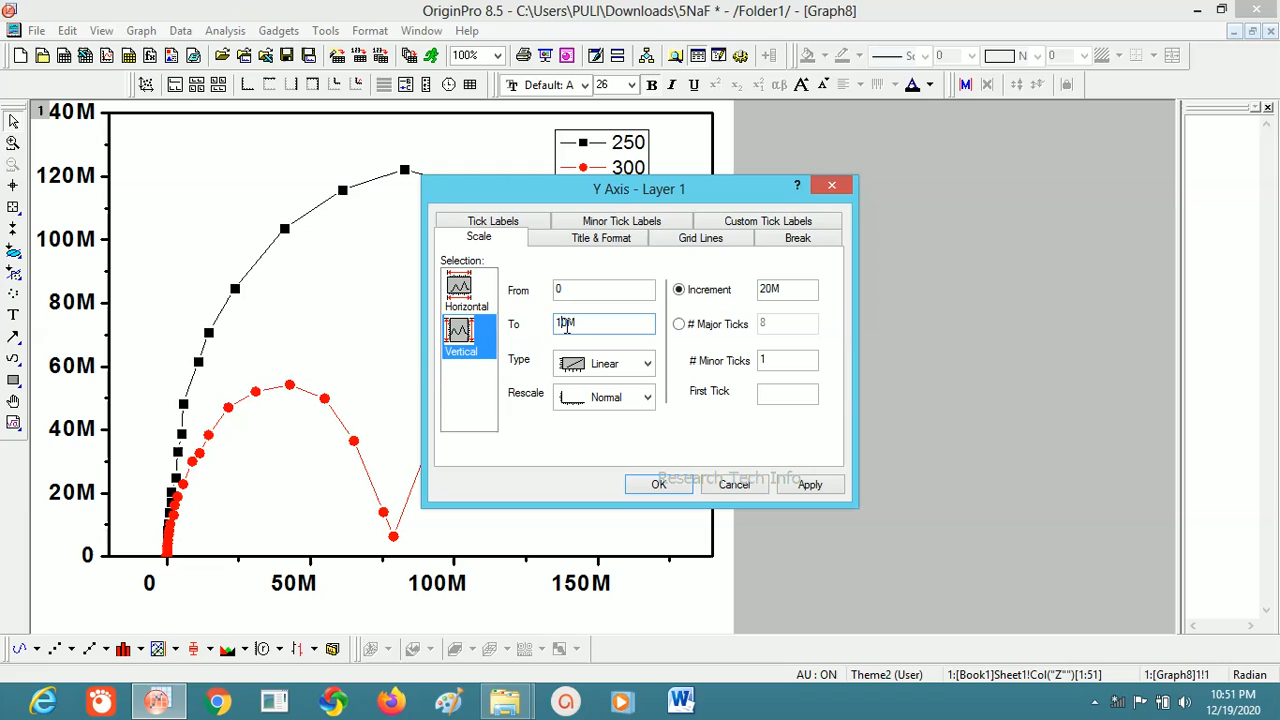 OriginPro 8.5 - C:\Users\PULI\Downloads\5NaF * - /Folder1/ - [Graph8]
File Edit View Graph Data Analysis Gadgets Tools Format Window Help
100%
Default: A 26 B I U
1
40M
120M
100M
80M
60M
40M
20M
0
0 50M 100M 150M
250
300
Y Axis - Layer 1
Tick Labels Minor Tick Labels Custom Tick Labels
Scale Title & Format Grid Lines Break
Selection:
Horizontal
Vertical
From 0
To 10M
Type Linear
Rescale Normal
Increment 20M
# Major Ticks 8
# Minor Ticks 1
First Tick
Research Tech Info
OK Cancel Apply
AU : ON Theme2 (User) 1:[Book1]Sheet1!Col("Z"")[1:51] 1:[Graph8]1!1 Radian
10:51 PM
12/19/2020